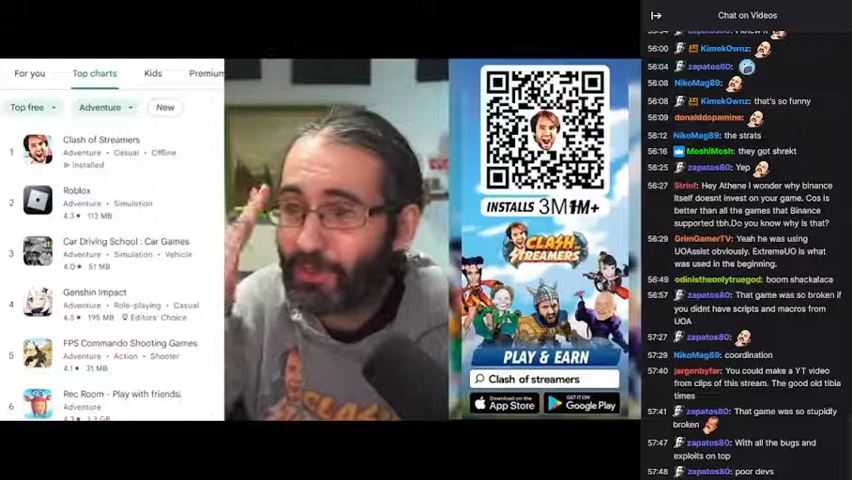 For you Top charts Kids Premium
Top free Adventure New
1 Clash of Streamers
Adventure • Casual • Offline
Installed
2 Roblox
Adventure • Simulation
4.3★ 113 MB
3 Car Driving School : Car Games
Adventure • Simulation • Vehicle
4.0★ 51 MB
4 Genshin Impact
Adventure • Role-playing • Casual
4.5★ 195 MB Editors' Choice
5 FPS Commando Shooting Games
Adventure • Action • Shooter
4.1★ 31 MB
6 Rec Room - Play with friends!
Adventure
4.3★ 1.3 GB
CLASH
INSTALLS 3M 1M+
CLASH OF
STREAMERS
PLAY & EARN
Clash of streamers
Download on the
App Store
GET IT ON
Google Play
Chat on Videos
56:00 KimekOwnz:
56:04 zapatos80:
56:08 NikoMag89:
56:08 KimekOwnz: that's so funny
56:09 donalddopamine:
56:12 NikoMag89: the strats
56:16 MoshiMosh: they got shrekt
56:25 zapatos80: Yep
56:27 Strinf: Hey Athene I wonder why binance
itself doesnt invest on your game. Cos is
better than all the games that Binance
supported tbh.Do you know why is that?
56:29 GrimGamerTV: Yeah he was using
UOAssist obviously, ExtremeUO is what
was used in the beginning.
56:49 odinistheonlytruegod: boom shackalaca
56:57 zapatos80: That game was so broken if
you didnt have scripts and macros from
UOA
57:27 zapatos80:
57:29 NikoMag89: coordination
57:40 jargonbyfar: You could make a YT video
from clips of this stream. The good old tibia
times
57:41 zapatos80: That game was so stupidly
broken
57:47 zapatos80: With all the bugs and
exploits on top
57:48 zapatos80: poor devs